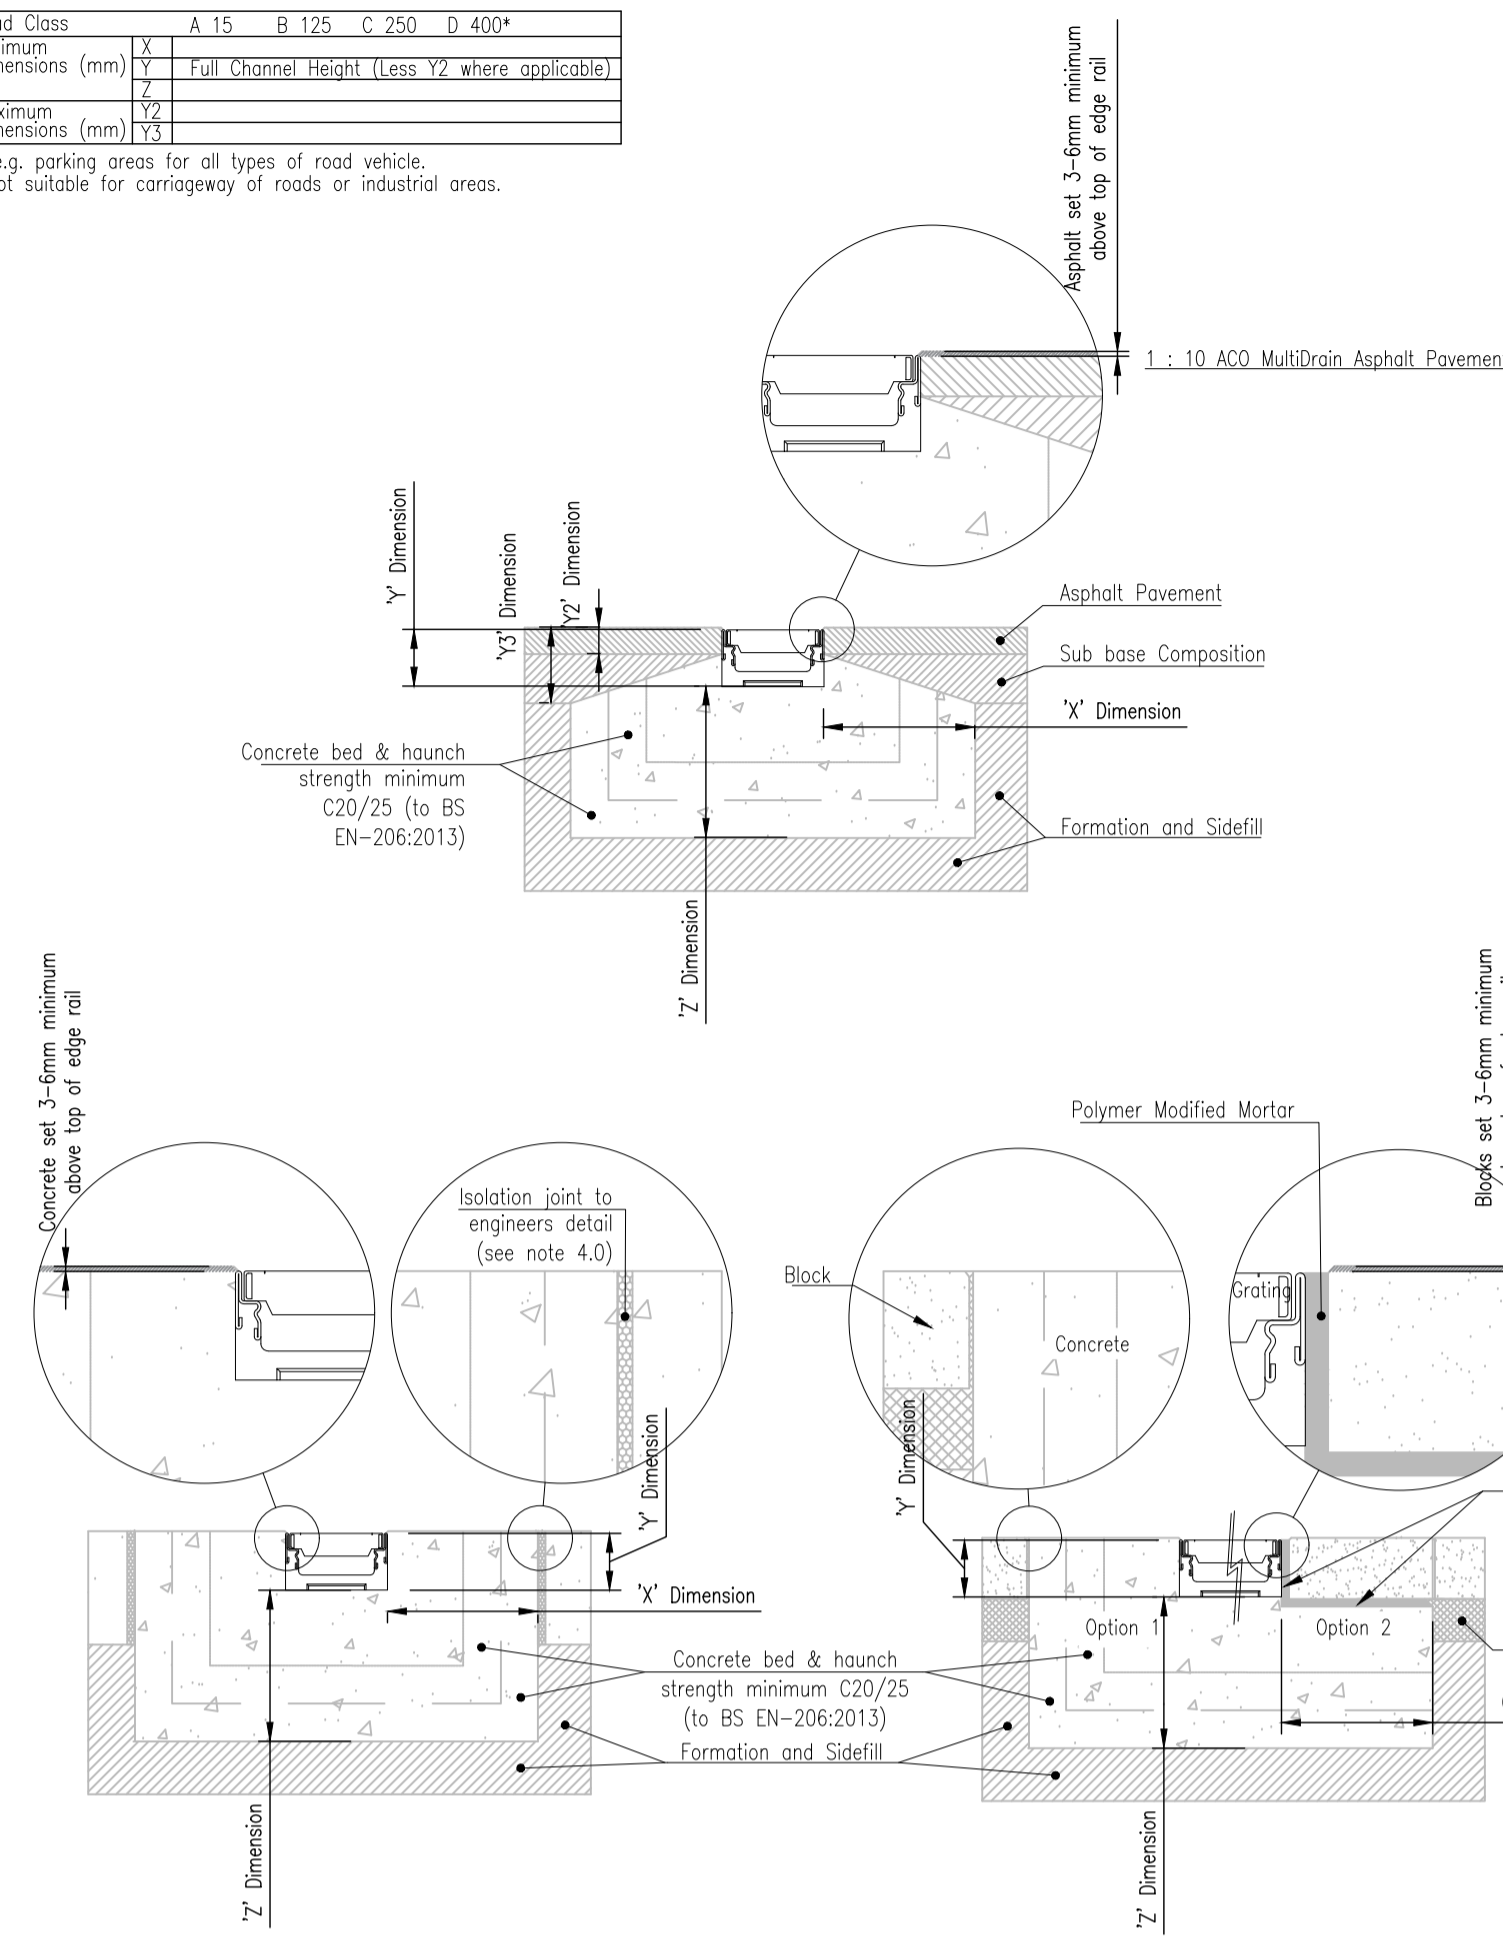 ad Class A 15 B 125 C 250 D 400*
imum
ensions (mm)
X
Y Full Channel Height (Less Y2 where applicable)
Z
ximum
ensions (mm)
Y2
Y3
e.g. parking areas for all types of road vehicle.
ot suitable for carriageway of roads or industrial areas.
Asphalt set 3-6mm minimum
above top of edge rail
1 : 10 ACO MultiDrain Asphalt Pavemen
'Y' Dimension
'Y3' Dimension
'Y2' Dimension
Asphalt Pavement
Sub base Composition
'X' Dimension
Concrete bed & haunch
strength minimum
C20/25 (to BS
EN-206:2013)
Formation and Sidefill
'Z' Dimension
Concrete set 3-6mm minimum
above top of edge rail
Isolation joint to
engineers detail
(see note 4.0)
'Y' Dimension
'X' Dimension
'Z' Dimension
Concrete bed & haunch
strength minimum C20/25
(to BS EN-206:2013)
Formation and Sidefill
Polymer Modified Mortar
Blocks set 3-6mm minimum
Block
Concrete
Grating
'Y' Dimension
Option 1
Option 2
'Z' Dimension